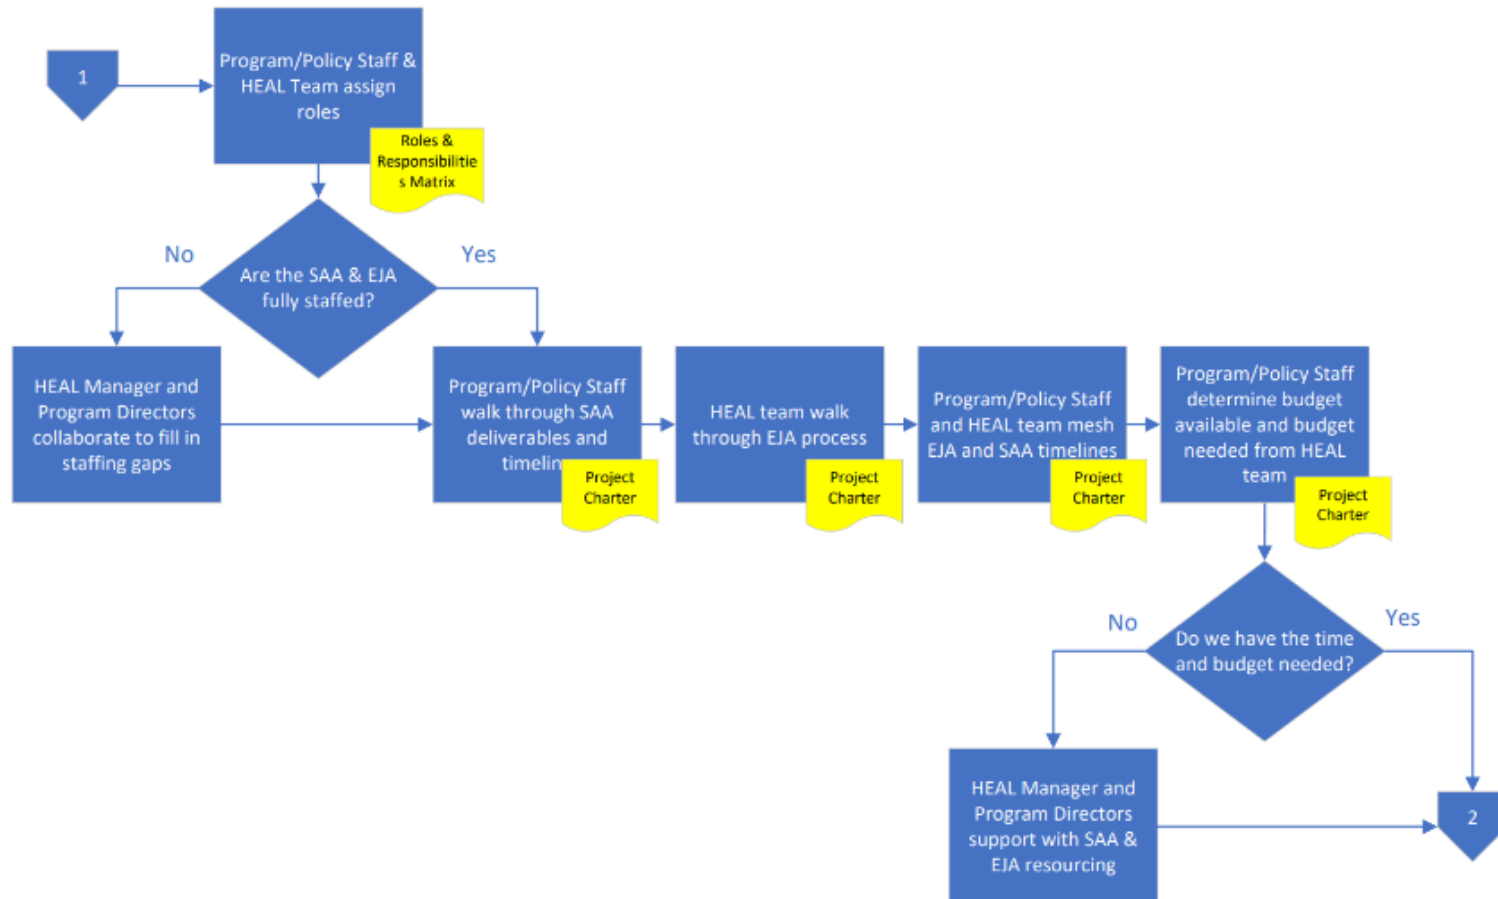 1
Program/Policy Staff &
HEAL Team assign
roles
Roles &
Responsibilitie
s Matrix
No
Yes
Are the SAA & EJA
fully staffed?
HEAL Manager and
Program Directors
collaborate to fill in
staffing gaps
Program/Policy Staff
walk through SAA
deliverables and
Project
Charter
HEAL team walk
through EJA process
Project
Charter
Program/Policy Staff
and HEAL team mesh
EJA and SAA timelines
Project
Charter
Program/Policy Staff
determine budget
available and budget
needed from HEAL
team
Project
Charter
No
Yes
Do we have the time
and budget needed?
HEAL Manager and
Program Directors
support with SAA &
EJA resourcing
2